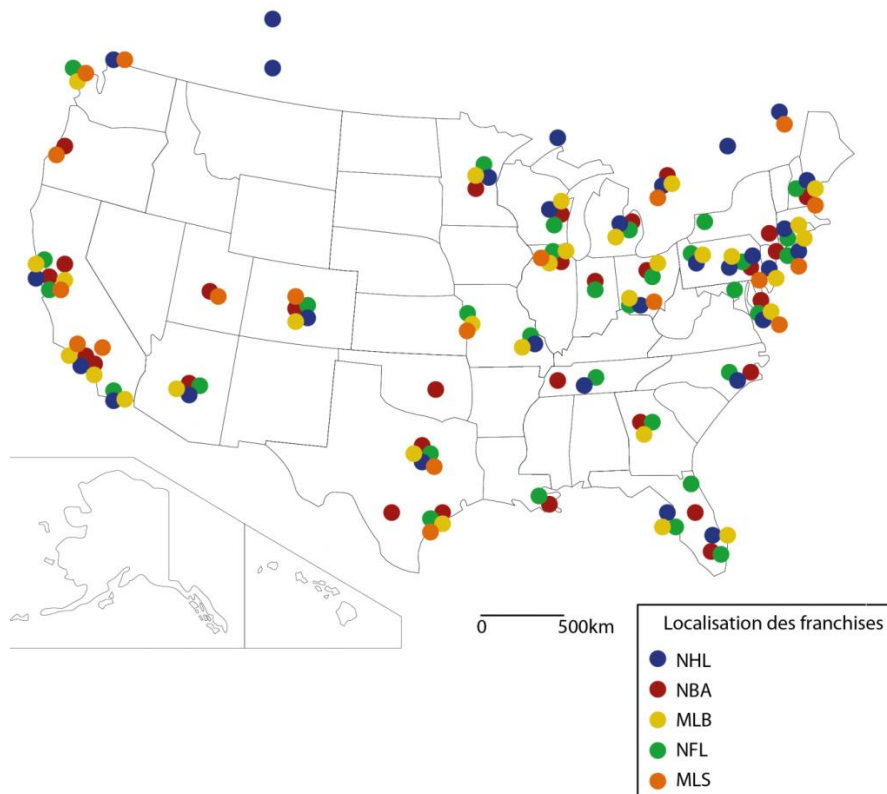 0 500km
Localisation des franchises
NHL
NBA
MLB
NFL
MLS